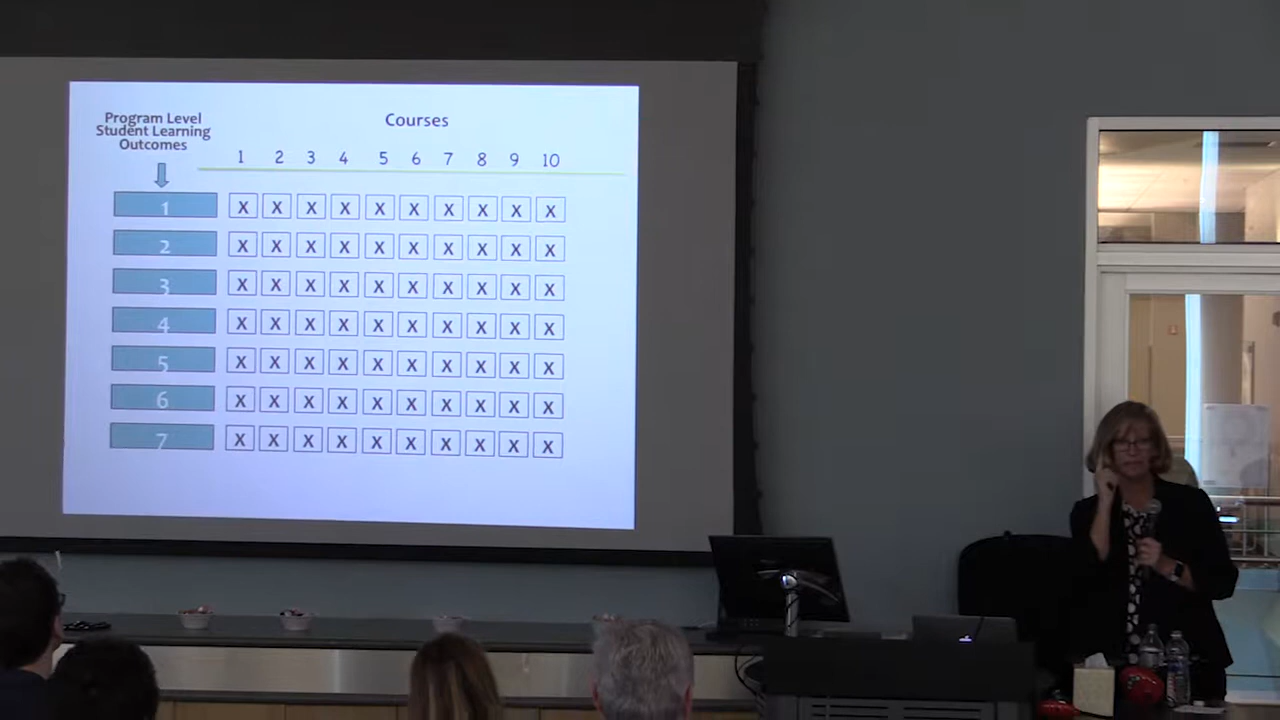 Program Level
Student Learning
Outcomes
Courses
1 2 3 4 5 6 7 8 9 10
1 X X X X X X X X X X
2 X X X X X X X X X X
3 X X X X X X X X X X
4 X X X X X X X X X X
5 X X X X X X X X X X
6 X X X X X X X X X X
7 X X X X X X X X X X